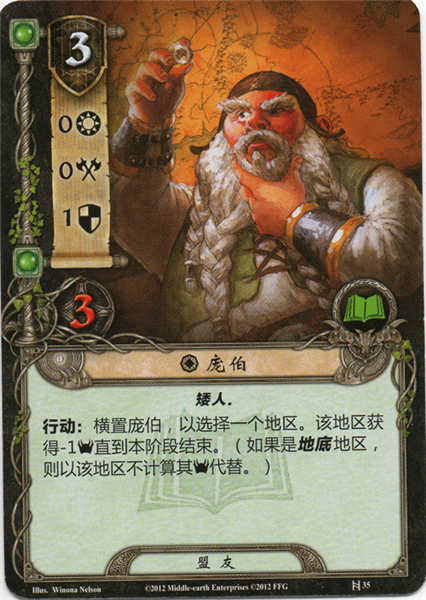 3
0
0
1
3
庞伯
矮人.
行动：横置庞伯，以选择一个地区。该地区获
得-1直到本阶段结束。（如果是地底地区，
则以该地区不计算其代替。）
盟友
Illus. Winona Nelson ©2012 Middle-earth Enterprises ©2012 FFG 35